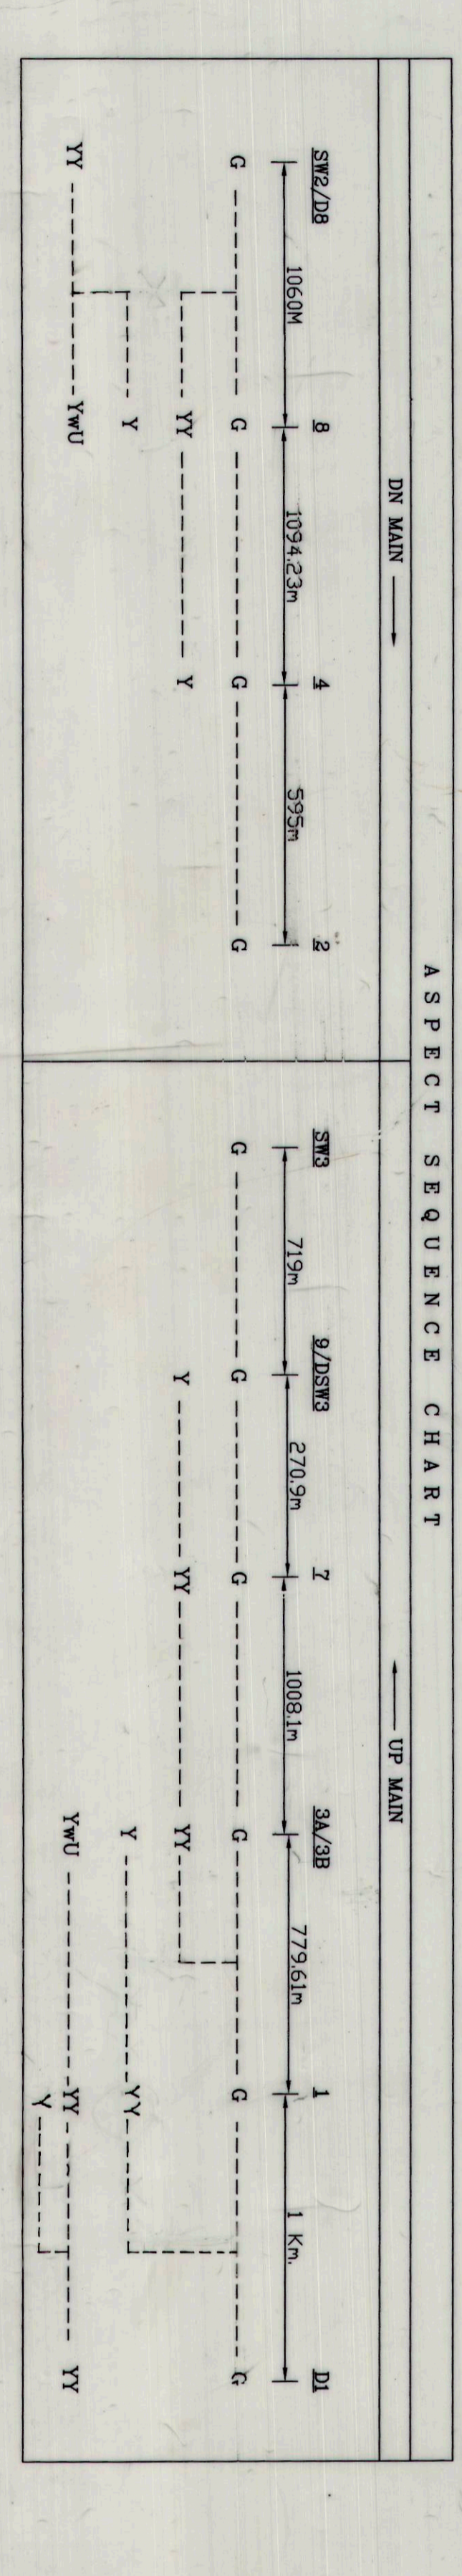 ASPECT SEQUENCE CHART
DN MAIN
UP MAIN
SW2/D8 8 4 2
1060M 1094.23m 595m
G G G G
YY Y
Y
YY YwU
SW3 9/DSW3 7 3A/3B 1 D1
719m 270.9m 1008.1m 779.61m 1 Km.
G G G G G G
Y YY YY
Y YY
YwU YY YY
Y